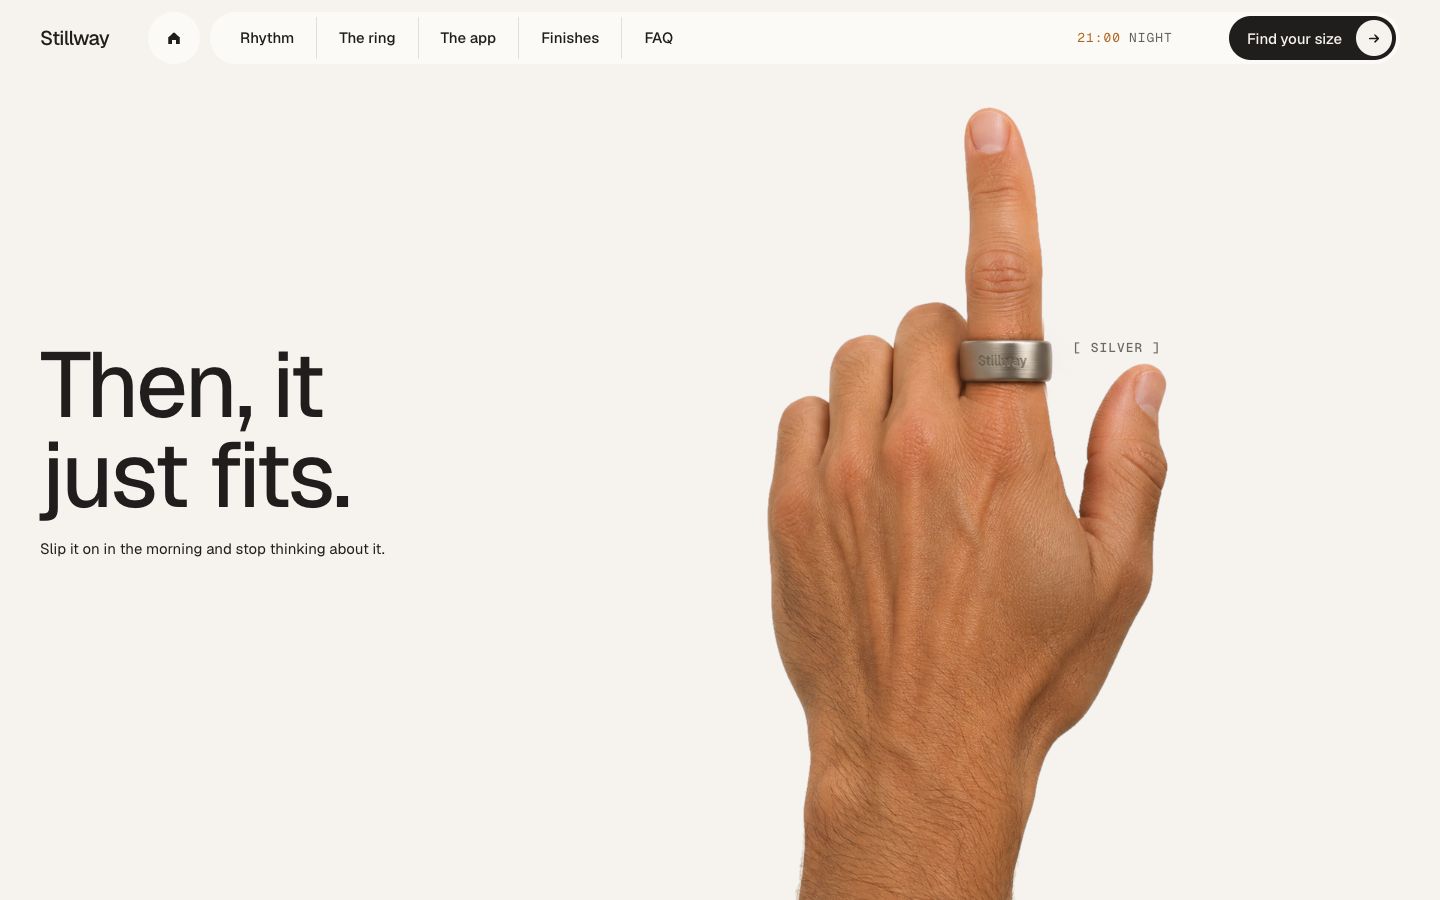 Stillway
Rhythm
The ring
The app
Finishes
FAQ
21:00 NIGHT
Find your size
[ SILVER ]
Stillway
Then, it
just fits.
Slip it on in the morning and stop thinking about it.